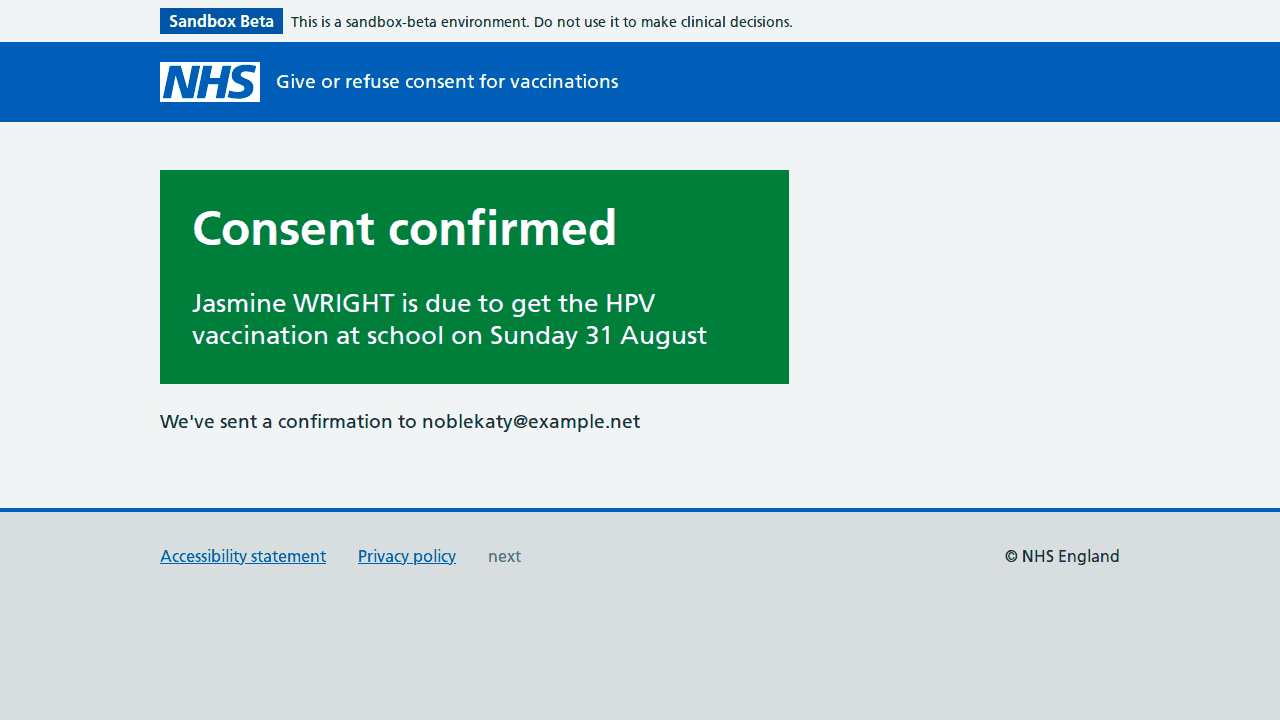 Sandbox Beta This is a sandbox-beta environment. Do not use it to make clinical decisions.
NHS Give or refuse consent for vaccinations
Consent confirmed
Jasmine WRIGHT is due to get the HPV
vaccination at school on Sunday 31 August
We've sent a confirmation to noblekaty@example.net
Accessibility statement Privacy policy next © NHS England